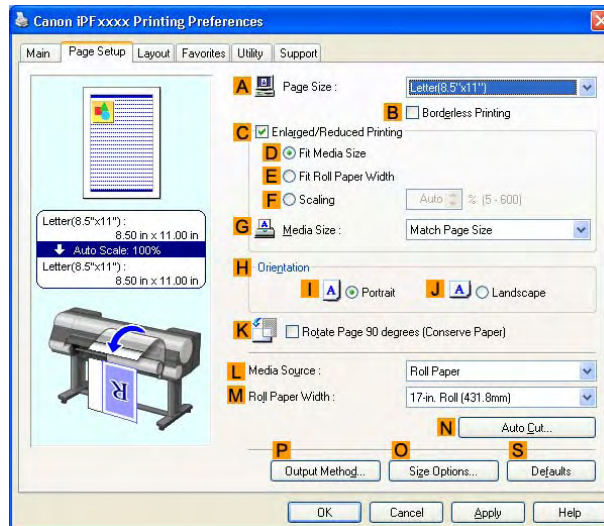 Canon iPFxxxx Printing Preferences
Main Page Setup Layout Favorites Utility Support
A Page Size : Letter(8.5"x11")
B Borderless Printing
C Enlarged/Reduced Printing
D Fit Media Size
E Fit Roll Paper Width
F Scaling Auto % (5 - 600)
G Media Size : Match Page Size
Letter(8.5"x11") :
8.50 in x 11.00 in
Auto Scale: 100%
Letter(8.5"x11") :
8.50 in x 11.00 in
H Orientation
I A Portrait J A Landscape
K Rotate Page 90 degrees (Conserve Paper)
R
L Media Source : Roll Paper
M Roll Paper Width : 17-in. Roll (431.8mm)
N Auto Cut...
P O S
Output Method... Size Options... Defaults
OK Cancel Apply Help